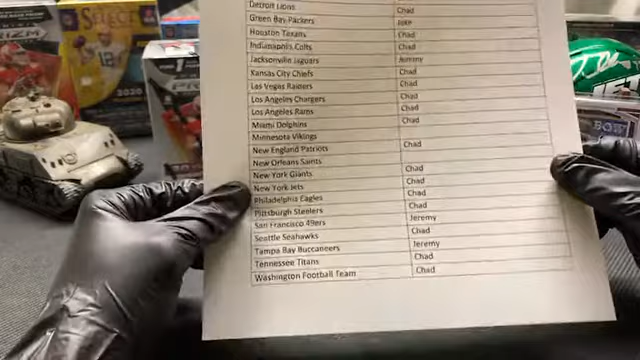 Detroit Lions Chad
Green Bay Packers
Houston Texans Chad
Indianapolis Colts Chad
Jacksonville Jaguars Jeremy
Kansas City Chiefs Chad
Las Vegas Raiders Chad
Los Angeles Chargers Chad
Los Angeles Rams Chad
Miami Dolphins Chad
Minnesota Vikings
New England Patriots Chad
New Orleans Saints
New York Giants Chad
New York Jets Chad
Philadelphia Eagles Chad
Pittsburgh Steelers Chad
San Francisco 49ers Jeremy
Seattle Seahawks Chad
Tampa Bay Buccaneers Jeremy
Tennessee Titans Chad
Washington Football Team Chad
SELECT
2020